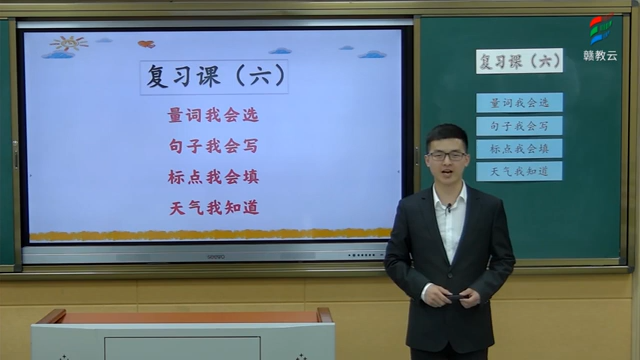 复习课（六）
量词我会选
句子我会写
标点我会填
天气我知道
复习课（六）
量词我会选
句子我会写
标点我会填
天气我知道
赣教云